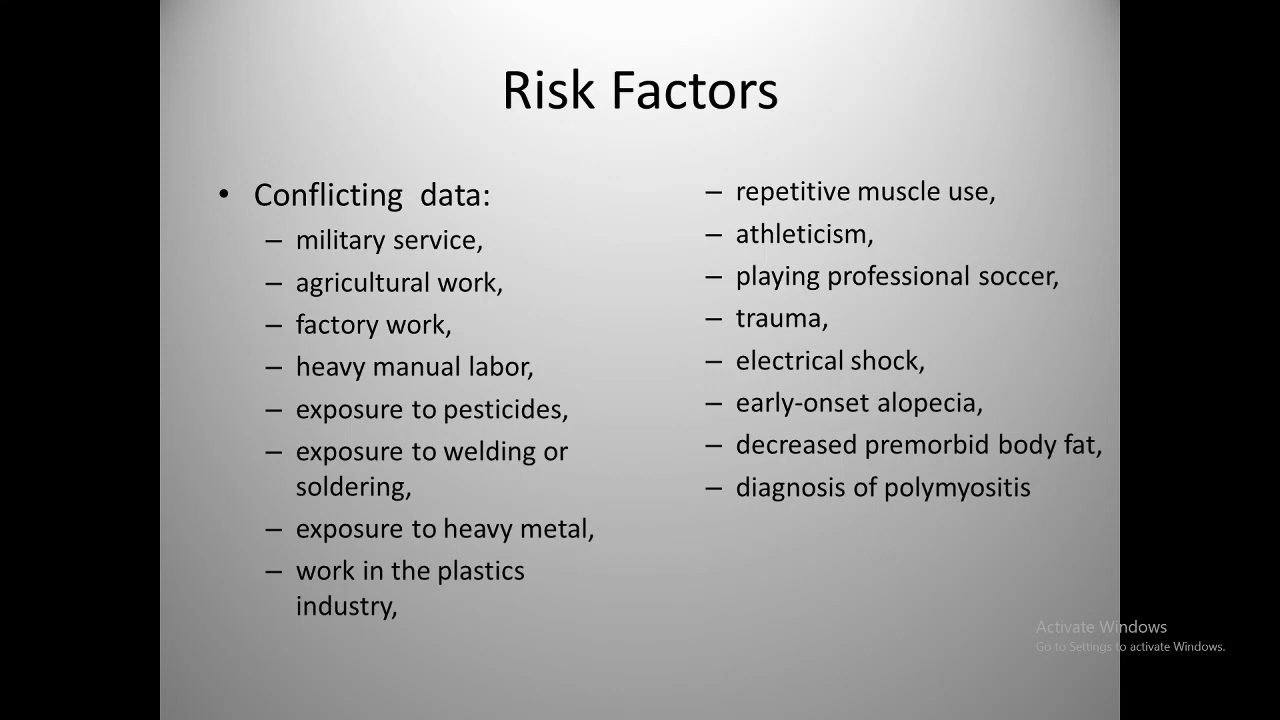 Risk Factors
• Conflicting data:
– military service,
– agricultural work,
– factory work,
– heavy manual labor,
– exposure to pesticides,
– exposure to welding or
soldering,
– exposure to heavy metal,
– work in the plastics
industry,
– repetitive muscle use,
– athleticism,
– playing professional soccer,
– trauma,
– electrical shock,
– early-onset alopecia,
– decreased premorbid body fat,
– diagnosis of polymyositis
Activate Windows
Go to Settings to activate Windows.